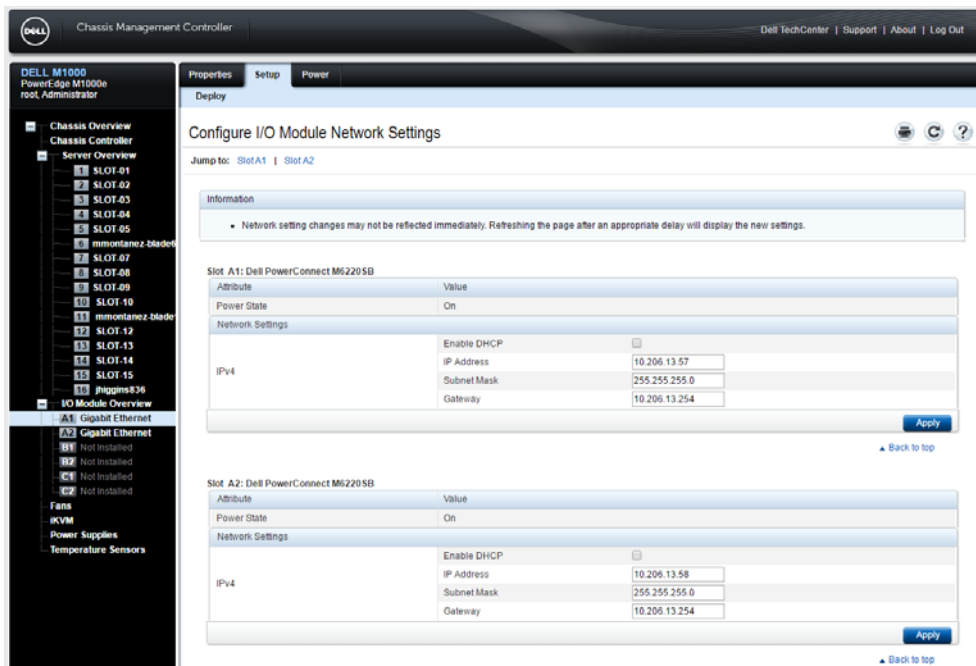 DELL
Chassis Management Controller
Dell TechCenter | Support | About | Log Out
DELL M1000
PowerEdge M1000e
root, Administrator
Properties Setup Power
Deploy
Chassis Overview
Chassis Controller
Server Overview
1 SLOT-01
2 SLOT-02
3 SLOT-03
4 SLOT-04
5 SLOT-05
6 mmontanez-blade6
7 SLOT-07
8 SLOT-08
9 SLOT-09
10 SLOT-10
11 mmontanez-blade
12 SLOT-12
13 SLOT-13
14 SLOT-14
15 SLOT-15
16 jhiggins836
I/O Module Overview
A1 Gigabit Ethernet
A2 Gigabit Ethernet
B1 Not Installed
B2 Not Installed
C1 Not Installed
C2 Not Installed
Fans
iKVM
Power Supplies
Temperature Sensors
Configure I/O Module Network Settings
C ?
Jump to: Slot A1 | Slot A2
Information
Network setting changes may not be reflected immediately. Refreshing the page after an appropriate delay will display the new settings.
Slot A1: Dell PowerConnect M6220SB
Attribute Value
Power State On
Network Settings
IPv4
Enable DHCP
IP Address 10.206.13.57
Subnet Mask 255.255.255.0
Gateway 10.206.13.254
Apply
Back to top
Slot A2: Dell PowerConnect M6220SB
Attribute Value
Power State On
Network Settings
IPv4
Enable DHCP
IP Address 10.206.13.58
Subnet Mask 255.255.255.0
Gateway 10.206.13.254
Apply
Back to top